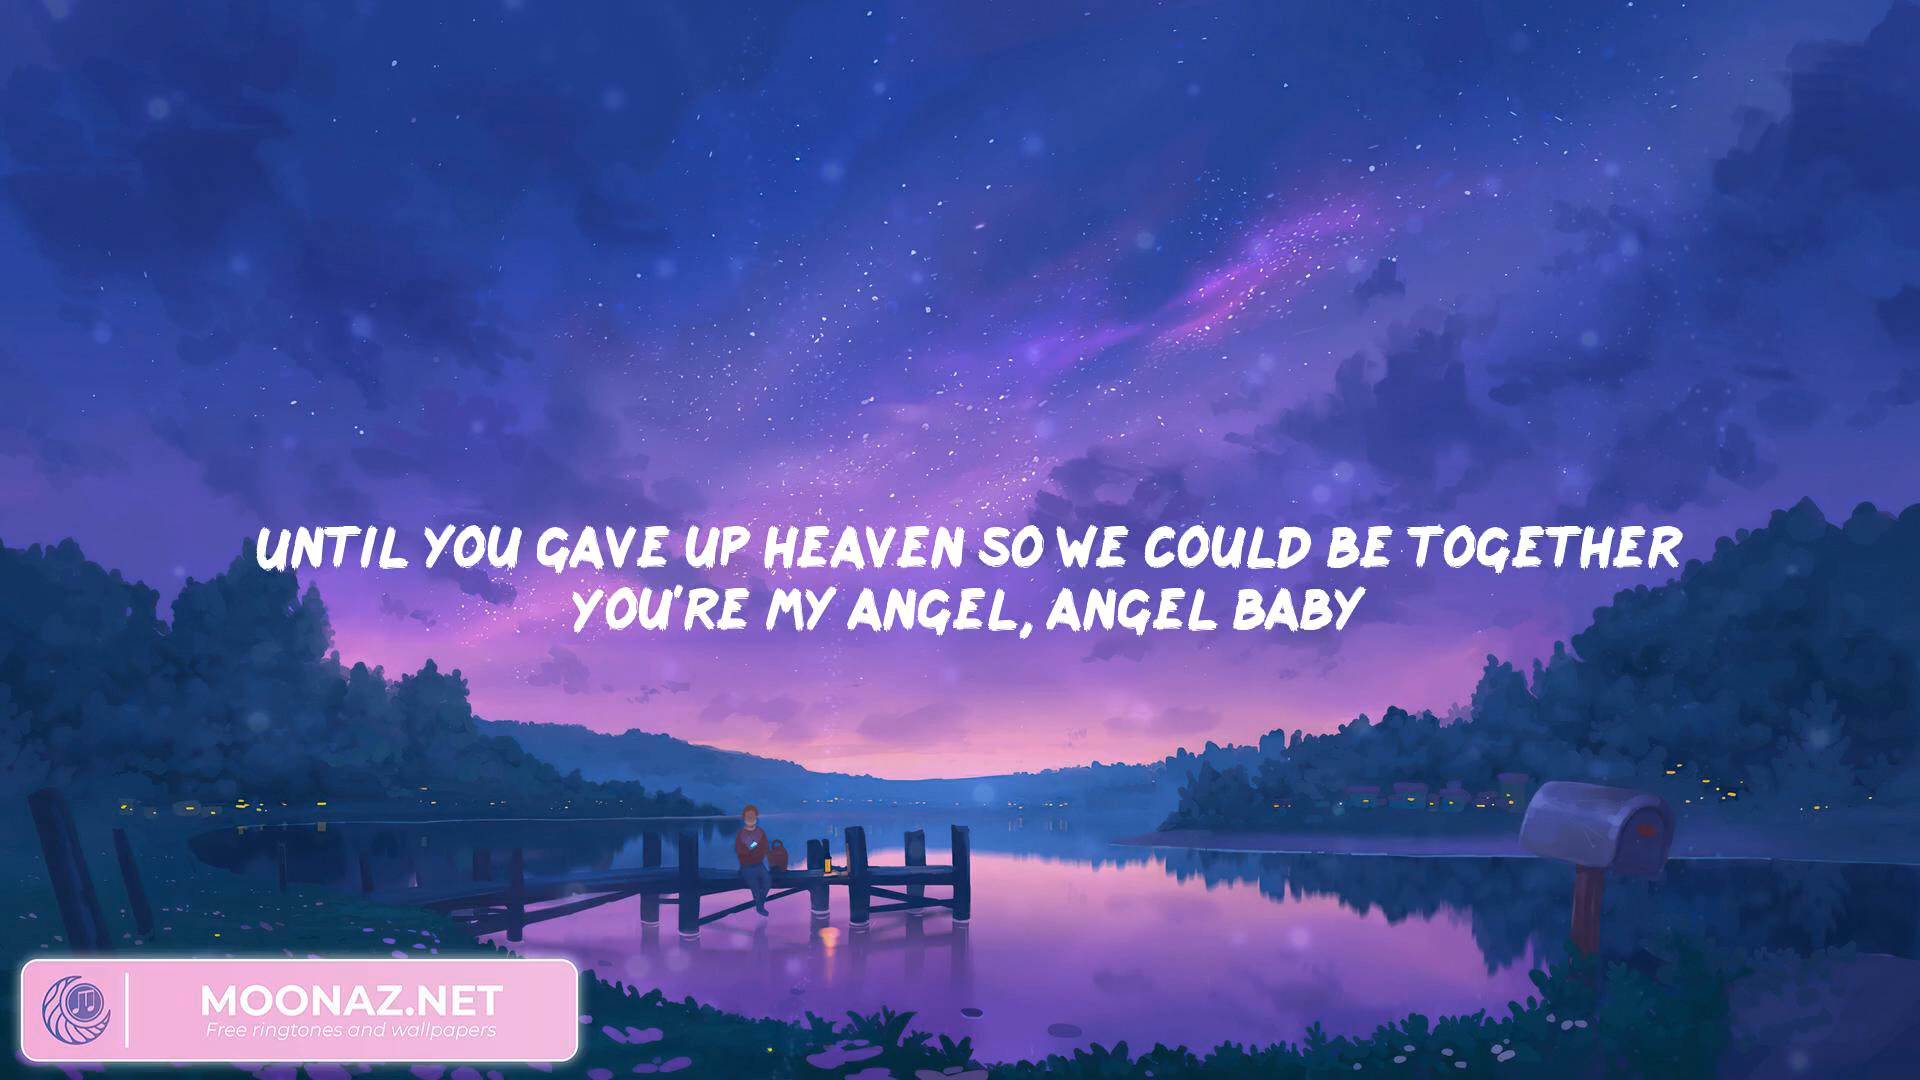 UNTIL YOU GAVE UP HEAVEN SO WE COULD BE TOGETHER
YOU'RE MY ANGEL, ANGEL BABY
MOONAZ.NET
Free ringtones and wallpapers